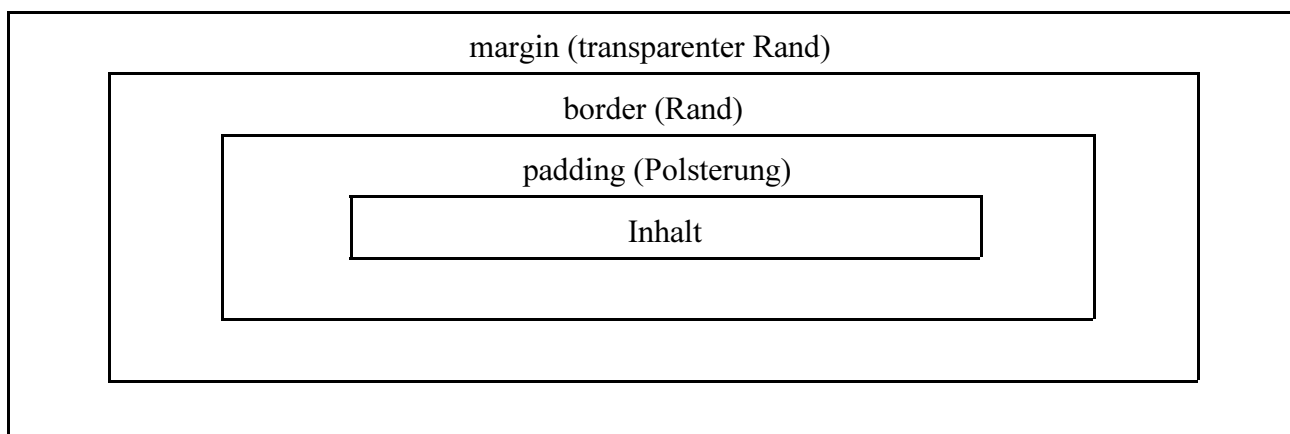 margin (transparenter Rand)
border (Rand)
padding (Polsterung)
Inhalt